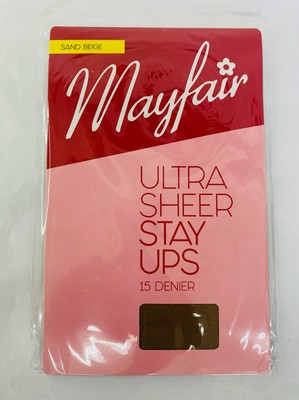 SAND BEIGE
Mayfair
ULTRA
SHEER
STAY
UPS
15 DENIER